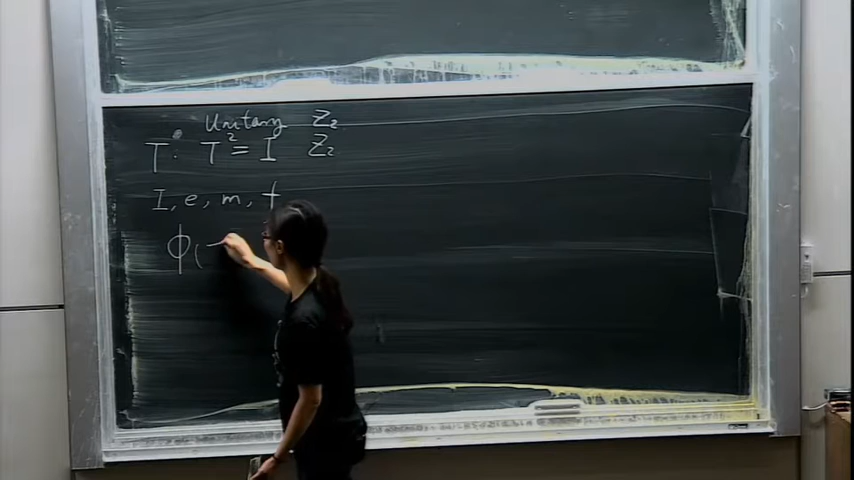 Unitary Z₂
T: T² = I Z₂
I, e, m, f
Φ(